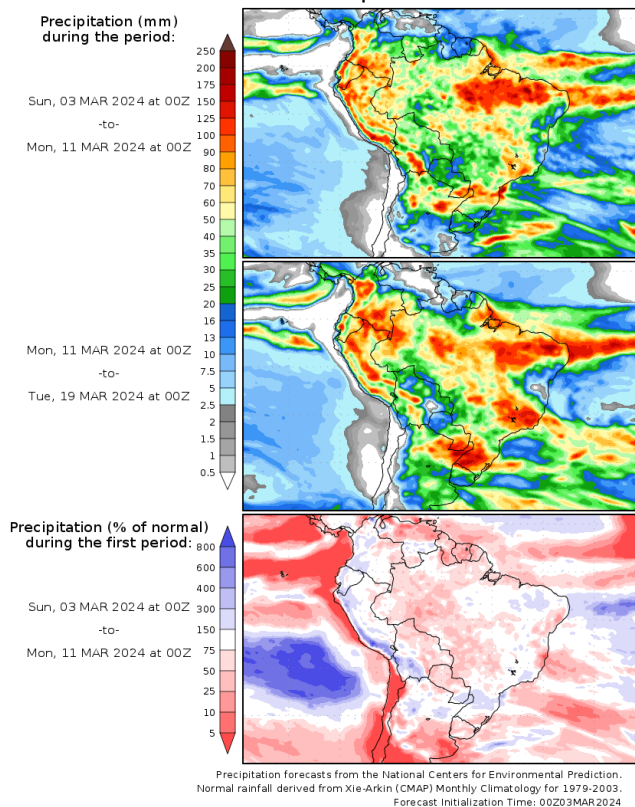 Precipitation (mm)
during the period:
Sun, 03 MAR 2024 at 00Z
-to-
Mon, 11 MAR 2024 at 00Z
250
200
175
150
125
100
90
80
70
60
50
40
35
30
25
20
16
13
10
7.5
5
2.5
2
1.5
1
0.5
Mon, 11 MAR 2024 at 00Z
-to-
Tue, 19 MAR 2024 at 00Z
Precipitation (% of normal)
during the first period:
Sun, 03 MAR 2024 at 00Z
-to-
Mon, 11 MAR 2024 at 00Z
800
600
400
300
150
75
50
25
10
5
Precipitation forecasts from the National Centers for Environmental Prediction.
Normal rainfall derived from Xie-Arkin (CMAP) Monthly Climatology for 1979-2003.
Forecast Initialization Time: 00Z03MAR2024